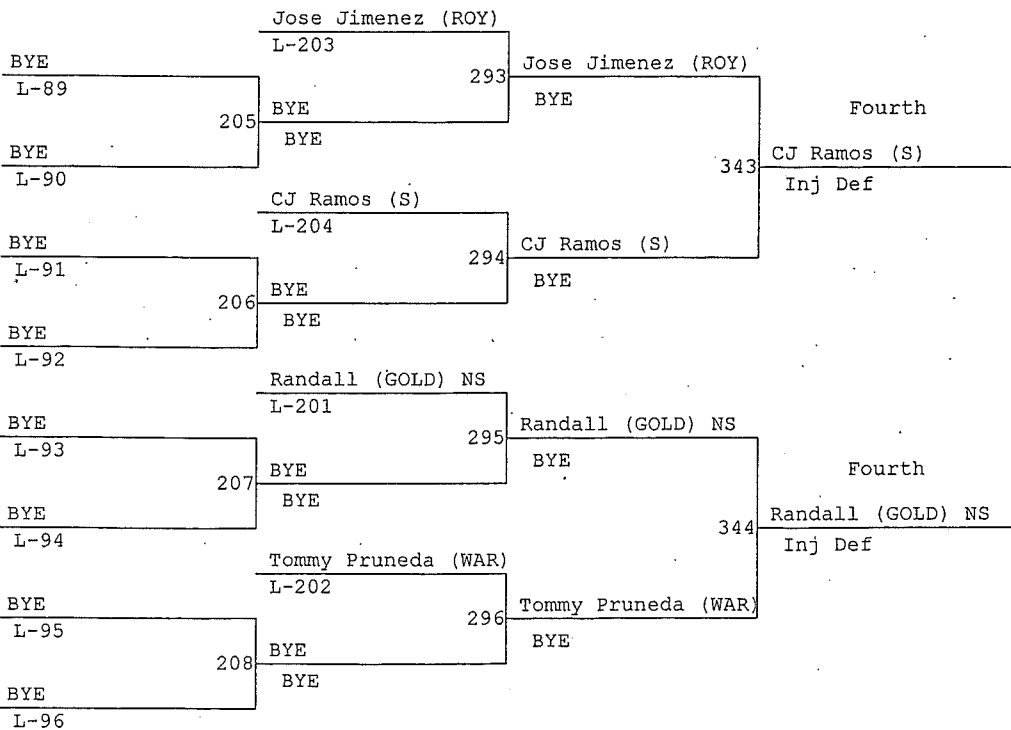 Jose Jimenez (ROY)
L-203
BYE
L-89
293
Jose Jimenez (ROY)
BYE
Fourth
205
BYE
BYE
BYE
L-90
343
CJ Ramos (S)
Inj Def
CJ Ramos (S)
L-204
BYE
L-91
294
CJ Ramos (S)
BYE
206
BYE
BYE
BYE
L-92
Randall (GOLD) NS
L-201
BYE
L-93
295
Randall (GOLD) NS
BYE
Fourth
207
BYE
BYE
BYE
L-94
344
Randall (GOLD) NS
Inj Def
Tommy Pruneda (WAR)
L-202
BYE
L-95
296
Tommy Pruneda (WAR)
BYE
208
BYE
BYE
BYE
L-96